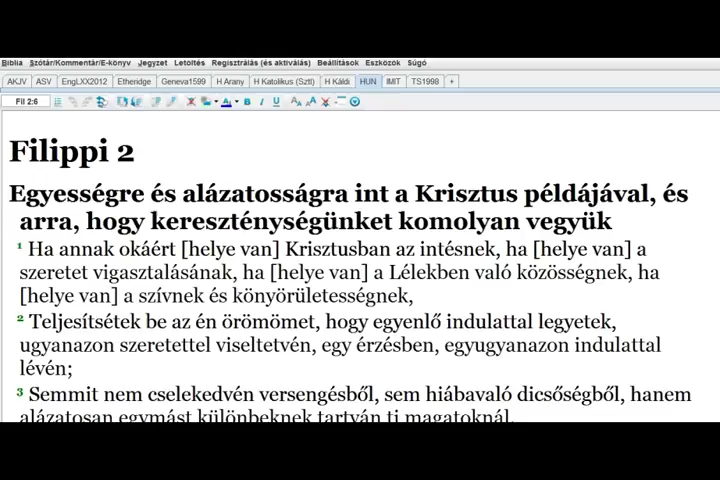 Biblia Szótár/Kommentár/E-könyv Jegyzet Letöltés Regisztrálás (és aktiválás) Beállítások Eszközök Súgó
AKJV ASV EngLXX2012 Etheridge Geneva1599 H Arany H Katolikus (Sztl) H Káldi HUN IMIT TS1998 +
Fil 2:6
Filippi 2
Egyességre és alázatosságra int a Krisztus példájával, és
arra, hogy kereszténységünket komolyan vegyük
1 Ha annak okáért [helye van] Krisztusban az intésnek, ha [helye van] a
szeretet vigasztalásának, ha [helye van] a Lélekben való közösségnek, ha
[helye van] a szívnek és könyörületességnek,
2 Teljesítsétek be az én örömömet, hogy egyenlő indulattal legyetek,
ugyanazon szeretettel viseltetvén, egy érzésben, egyugyanazon indulattal
lévén;
3 Semmit nem cselekedvén versengésből, sem hiábavaló dicsőségből, hanem
alázatosan egymást különbeknek tartván ti magatoknál.